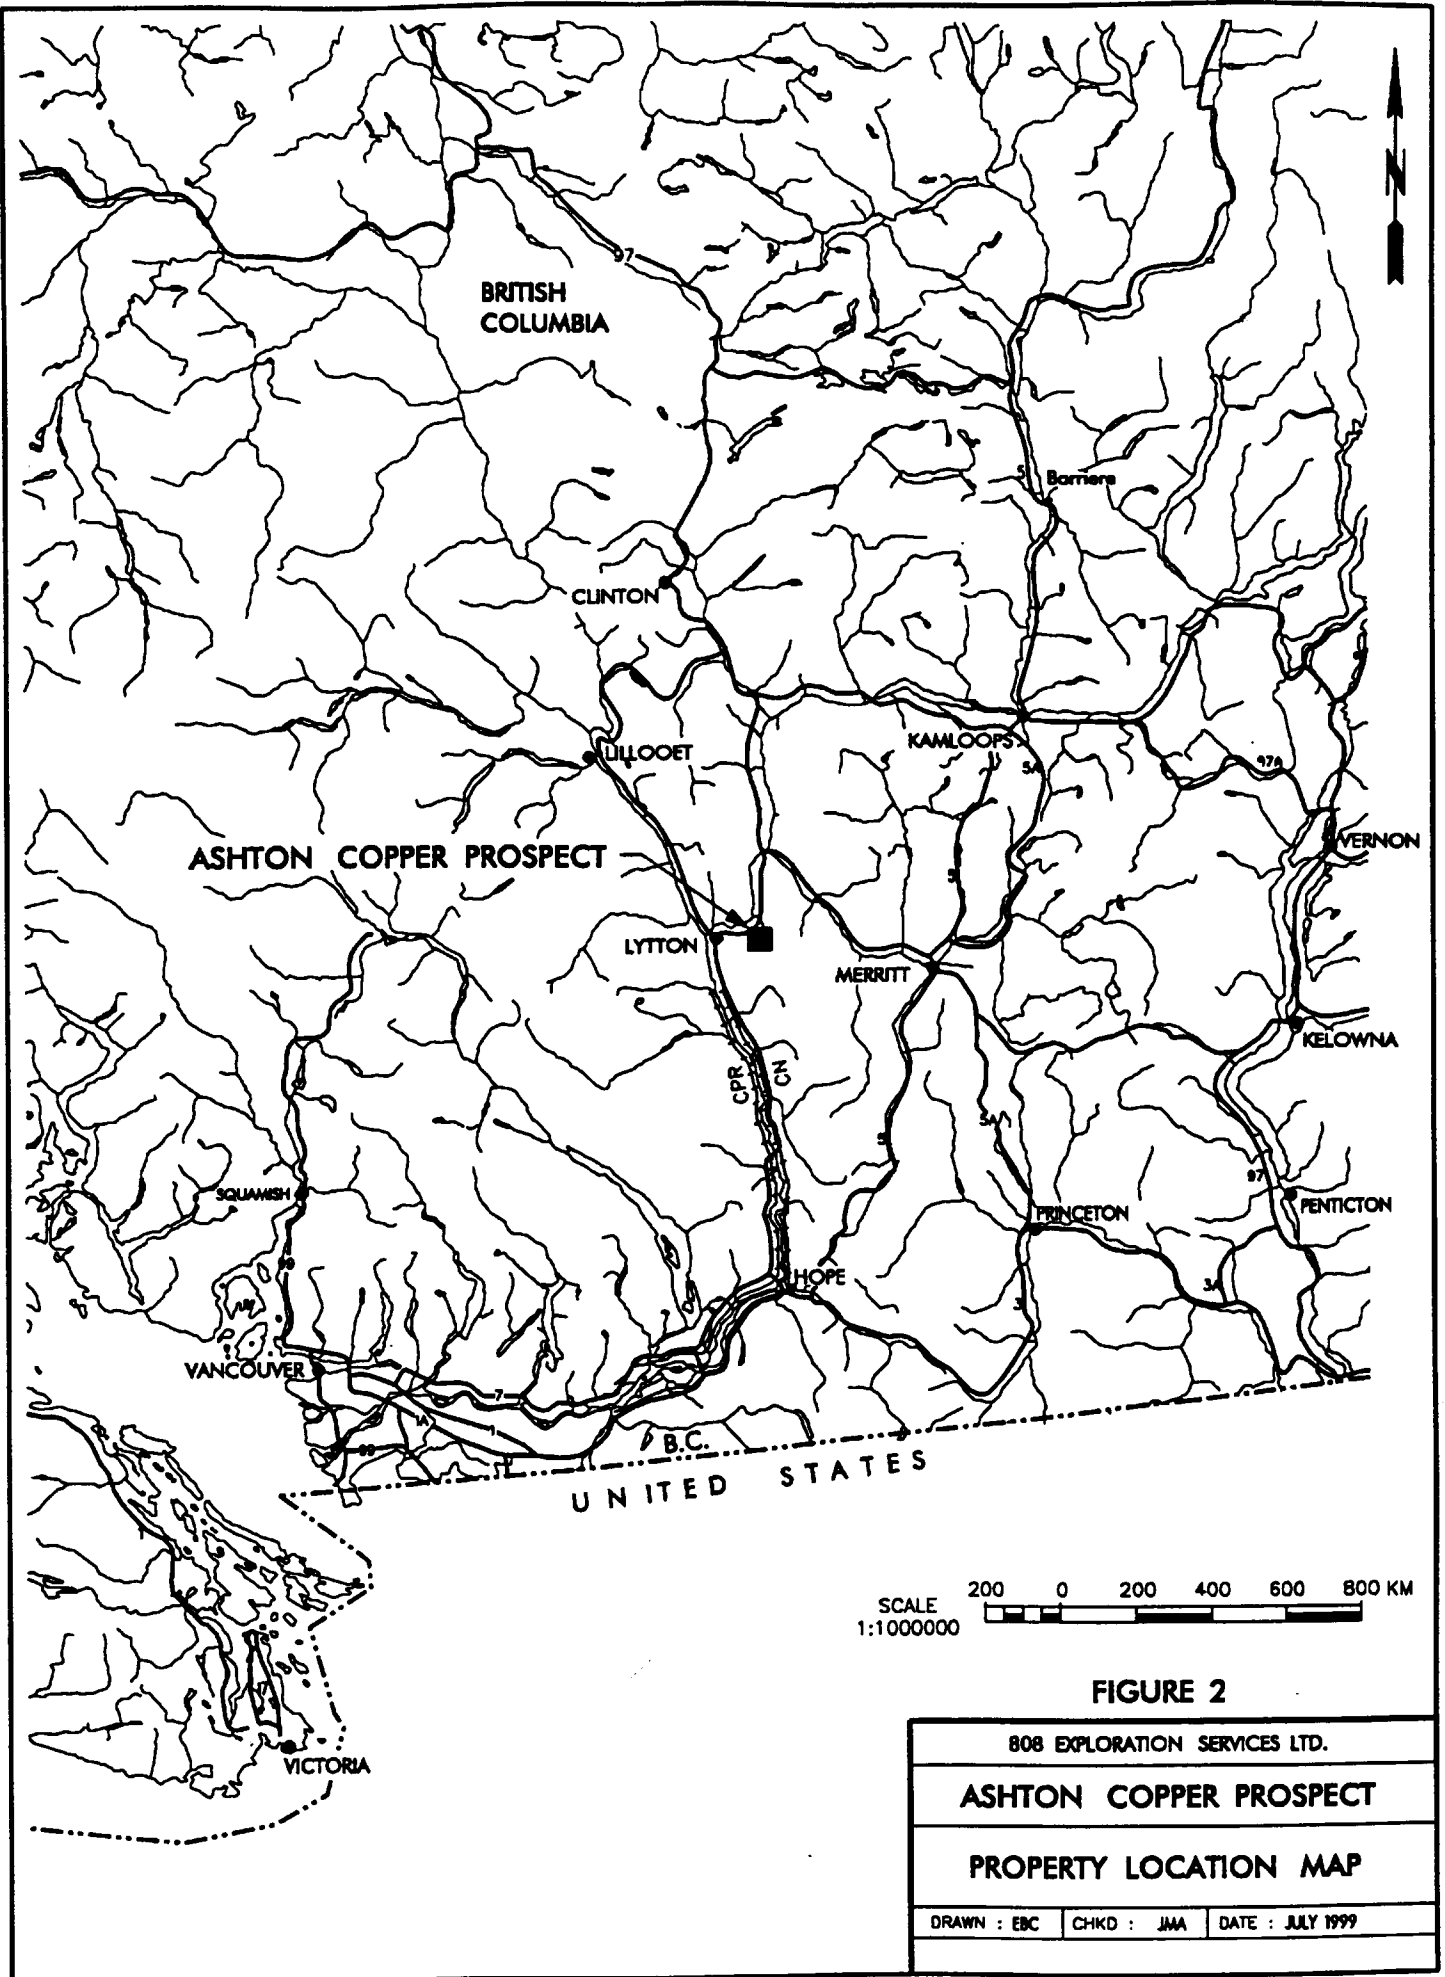 N
97
BRITISH
COLUMBIA
5
Barriere
CLINTON
LILLOOET
KAMLOOPS
5A
97A
VERNON
ASHTON COPPER PROSPECT
5
LYTTON
MERRITT
KELOWNA
CPR
CN
5A
5
97
SQUAMISH
PENTICTON
PRINCETON
99
HOPE
3A
3
VANCOUVER
7
1A
1
99
B.C.
UNITED STATES
1
VICTORIA
200 0 200 400 600 800 KM
SCALE
1:1000000
FIGURE 2
808 EXPLORATION SERVICES LTD.
ASHTON COPPER PROSPECT
PROPERTY LOCATION MAP
DRAWN : EBC CHKD : JMA DATE : JULY 1999